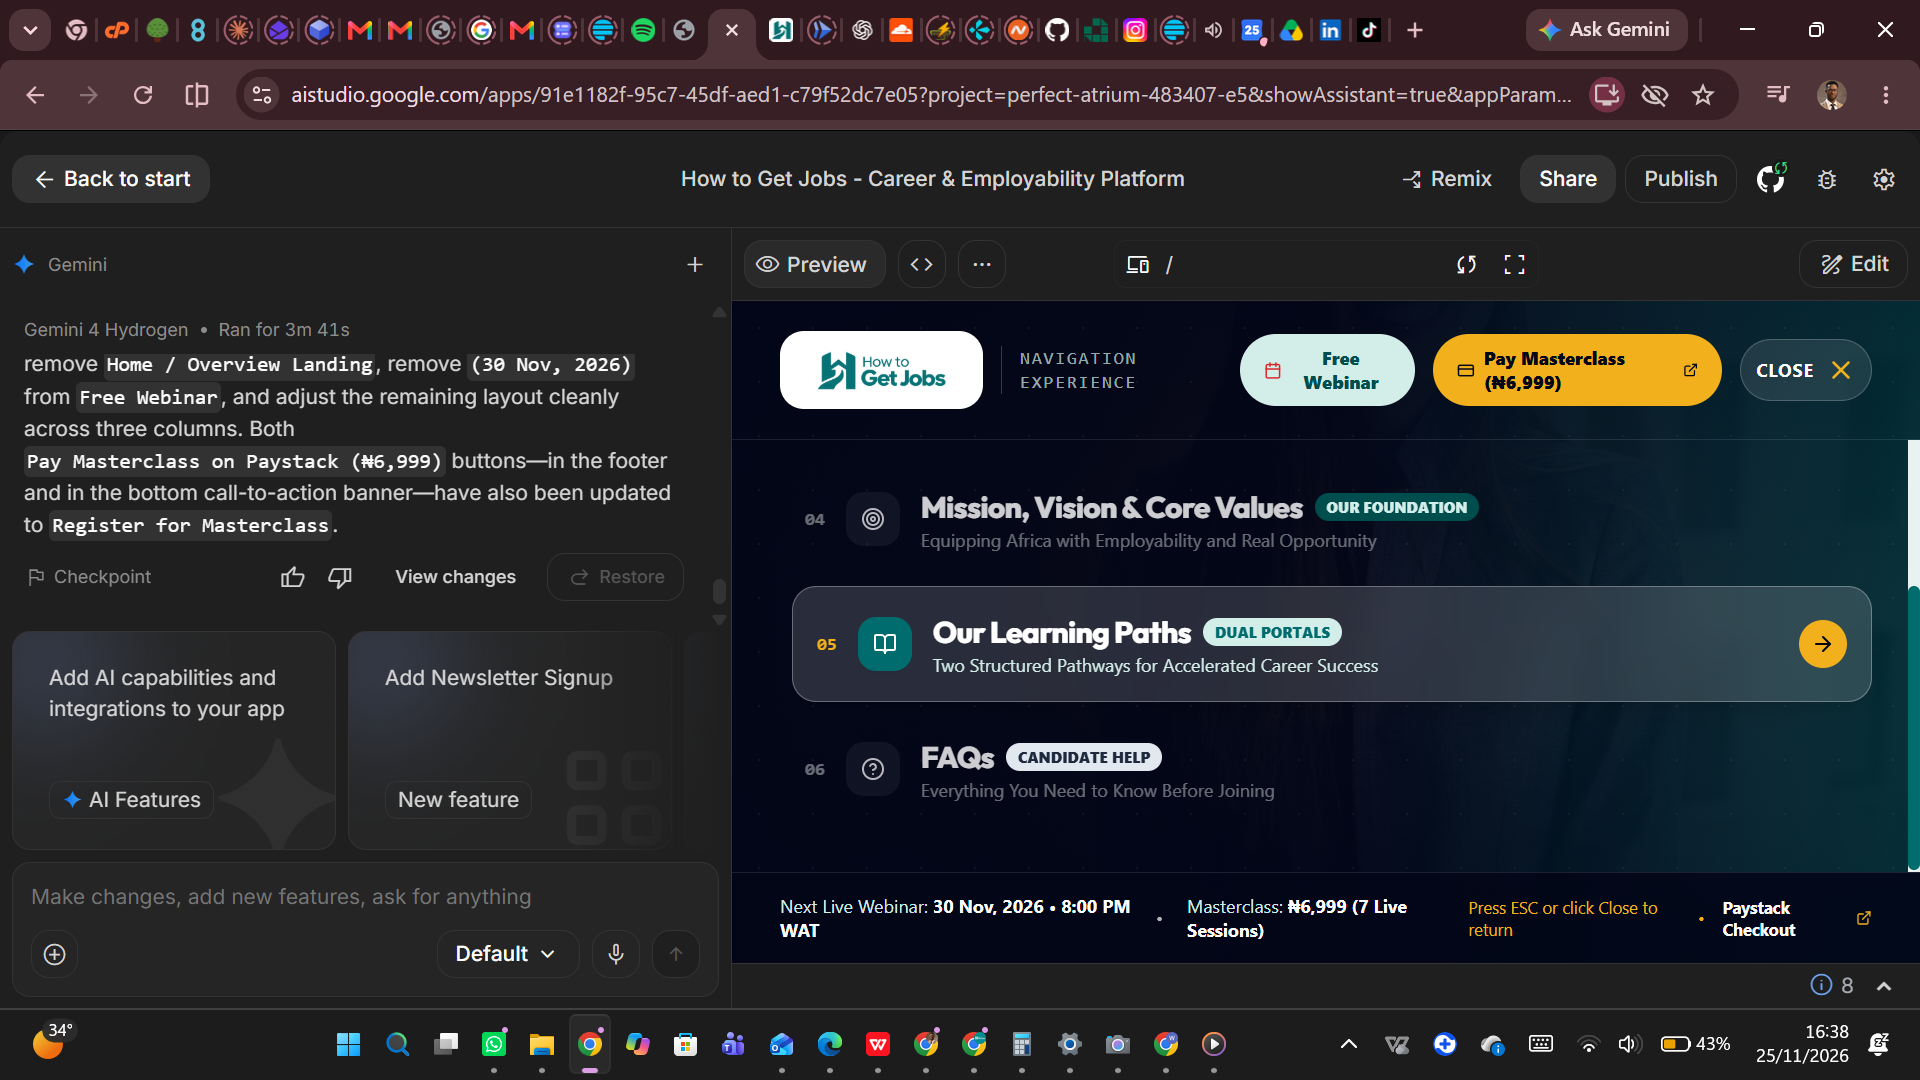 Ask Gemini
aistudio.google.com/apps/91e1182f-95c7-45df-aed1-c79f52dc7e05?project=perfect-atrium-483407-e5&showAssistant=true&appParam...
Back to start
How to Get Jobs - Career & Employability Platform
Remix
Share
Publish
Gemini
Preview
/
Edit
Gemini 4 Hydrogen • Ran for 3m 41s
remove Home / Overview Landing, remove (30 Nov, 2026)
from Free Webinar, and adjust the remaining layout cleanly
across three columns. Both
Pay Masterclass on Paystack (₦6,999) buttons—in the footer
and in the bottom call-to-action banner—have also been updated
to Register for Masterclass.
Checkpoint
View changes
Restore
Add AI capabilities and
integrations to your app
AI Features
Add Newsletter Signup
New feature
Make changes, add new features, ask for anything
Default
How to
Get Jobs
NAVIGATION
EXPERIENCE
Free
Webinar
Pay Masterclass
(₦6,999)
CLOSE
04
Mission, Vision & Core Values
OUR FOUNDATION
Equipping Africa with Employability and Real Opportunity
05
Our Learning Paths
DUAL PORTALS
Two Structured Pathways for Accelerated Career Success
06
FAQs
CANDIDATE HELP
Everything You Need to Know Before Joining
Next Live Webinar: 30 Nov, 2026 • 8:00 PM
WAT
•
Masterclass: ₦6,999 (7 Live
Sessions)
Press ESC or click Close to
return
•
Paystack
Checkout
8
34°
43%
16:38
25/11/2026